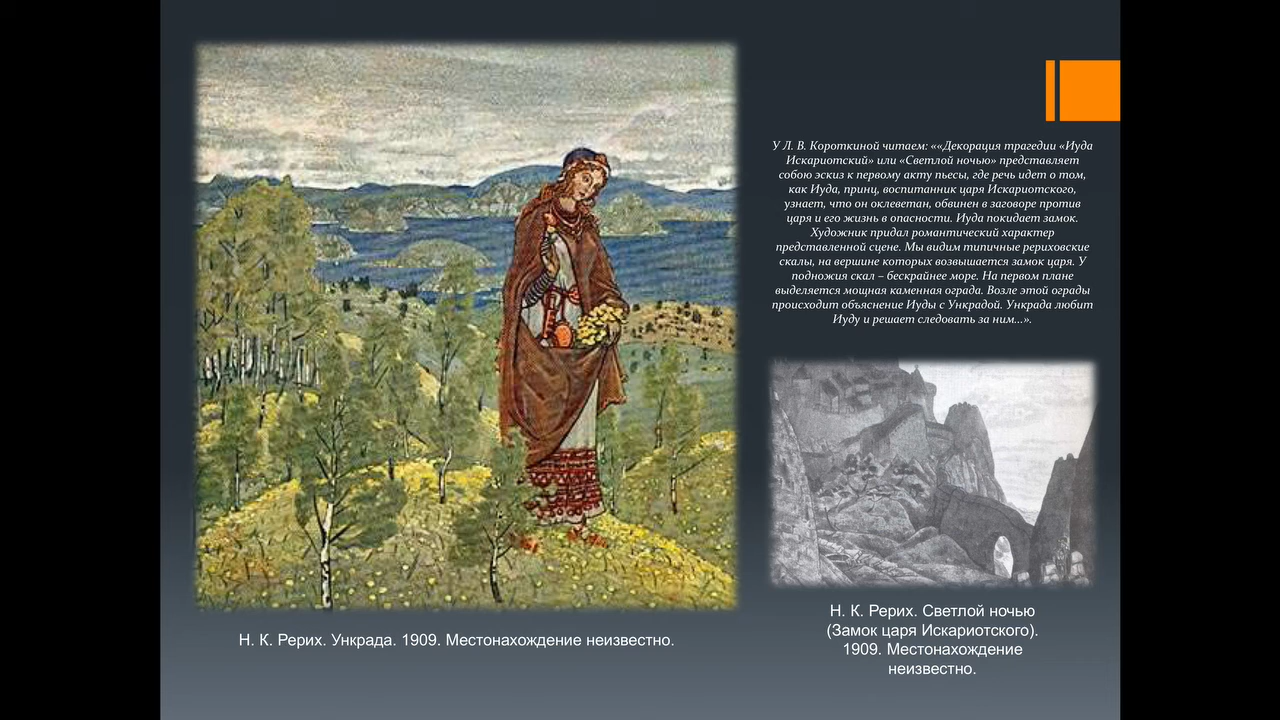 У Л. В. Короткиной читаем: ««Декорация трагедии «Иуда
Искариотский» или «Светлой ночью» представляет
собою эскиз к первому акту пьесы, где речь идет о том,
как Иуда, принц, воспитанник царя Искариотского,
узнает, что он оклеветан, обвинен в заговоре против
царя и его жизнь в опасности. Иуда покидает замок.
Художник придал романтический характер
представленной сцене. Мы видим типичные рериховские
скалы, на вершине которых возвышается замок царя. У
подножия скал – бескрайнее море. На первом плане
выделяется мощная каменная ограда. Возле этой ограды
происходит объяснение Иуды с Ункрадой. Ункрада любит
Иуду и решает следовать за ним...».
Н. К. Рерих. Ункрада. 1909. Местонахождение неизвестно.
Н. К. Рерих. Светлой ночью
(Замок царя Искариотского).
1909. Местонахождение
неизвестно.